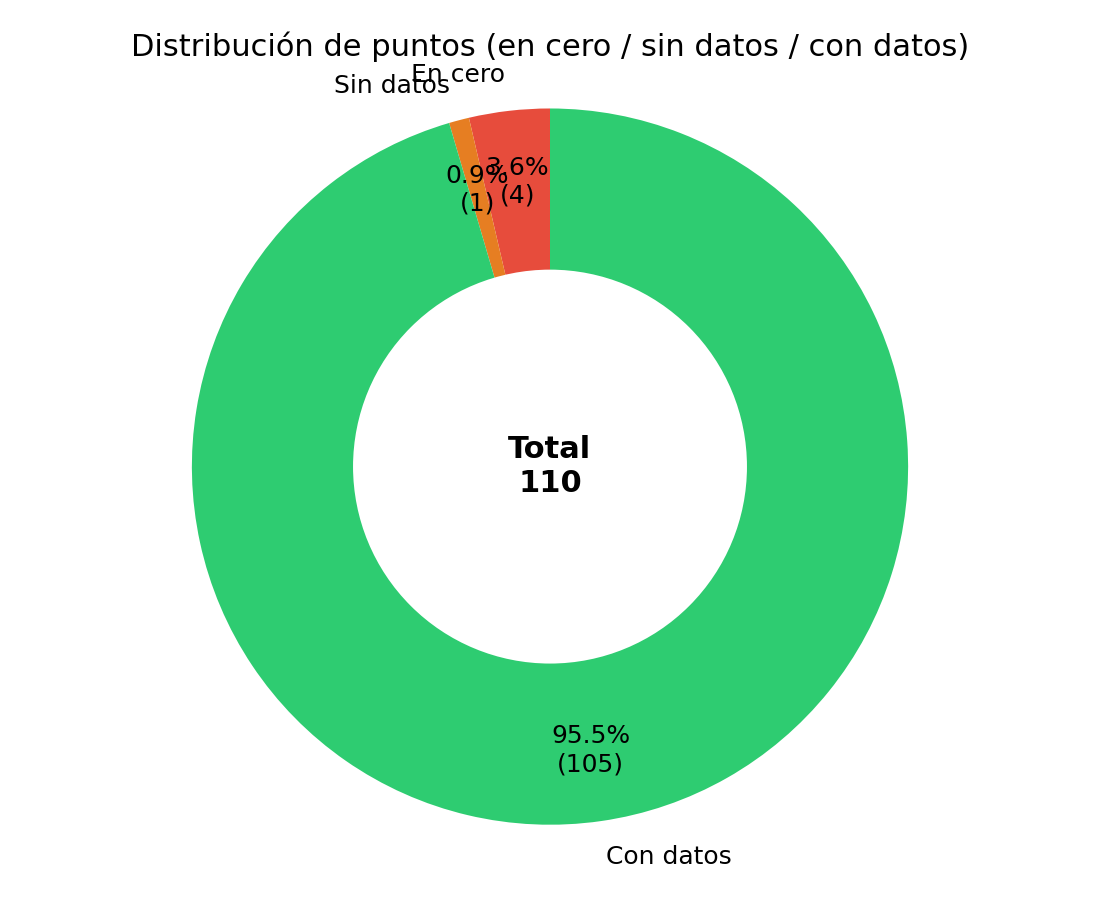 Distribución de puntos (en cero / sin datos / con datos)
En cero
Sin datos
0.9%
(1)
3.6%
(4)
Total
110
95.5%
(105)
Con datos